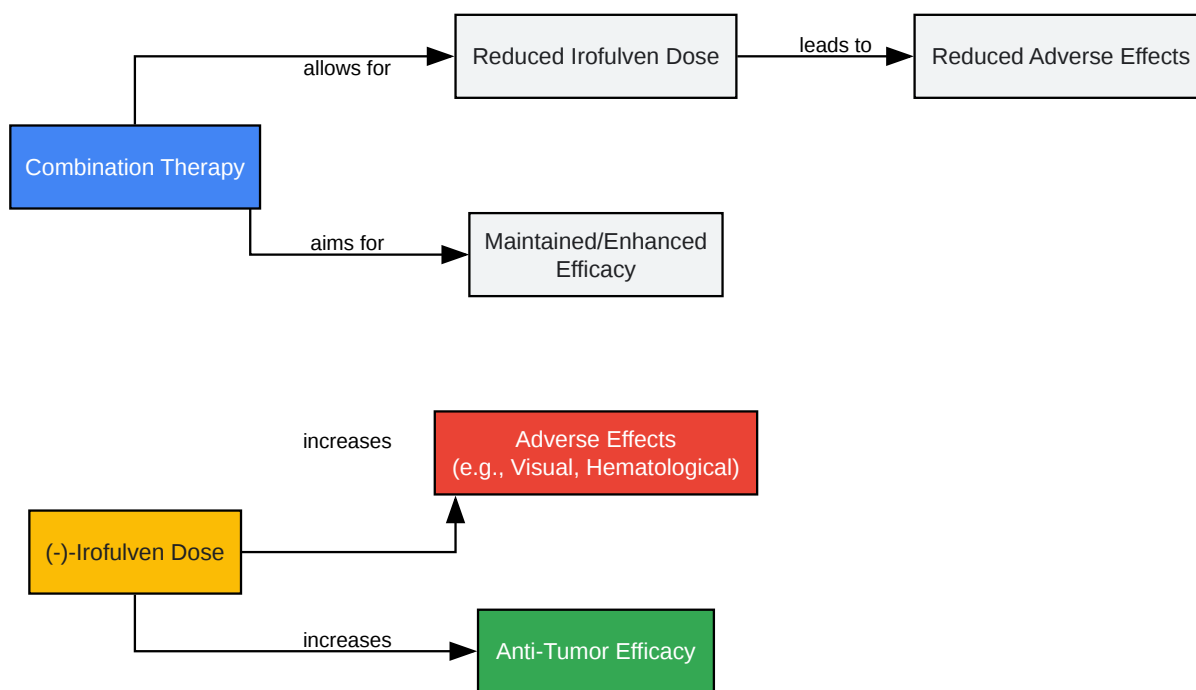 Reduced Irofulven Dose
leads to
Reduced Adverse Effects
allows for
Combination Therapy
aims for
Maintained/Enhanced
Efficacy
increases
Adverse Effects
(e.g., Visual, Hematological)
(-)-Irofulven Dose
increases
Anti-Tumor Efficacy